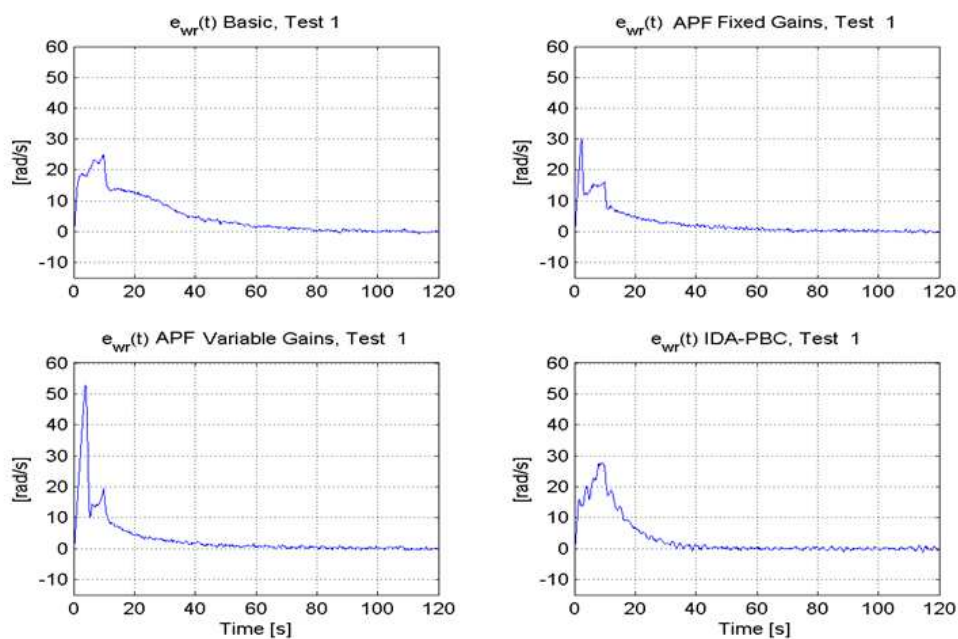 e_wr(t) Basic, Test 1
60
50
40
30
20
10
0
-10
[rad/s]
0 20 40 60 80 100 120
e_wr(t) APF Fixed Gains, Test 1
60
50
40
30
20
10
0
-10
[rad/s]
0 20 40 60 80 100 120
e_wr(t) APF Variable Gains, Test 1
60
50
40
30
20
10
0
-10
[rad/s]
0 20 40 60 80 100 120
Time [s]
e_wr(t) IDA-PBC, Test 1
60
50
40
30
20
10
0
-10
[rad/s]
0 20 40 60 80 100 120
Time [s]